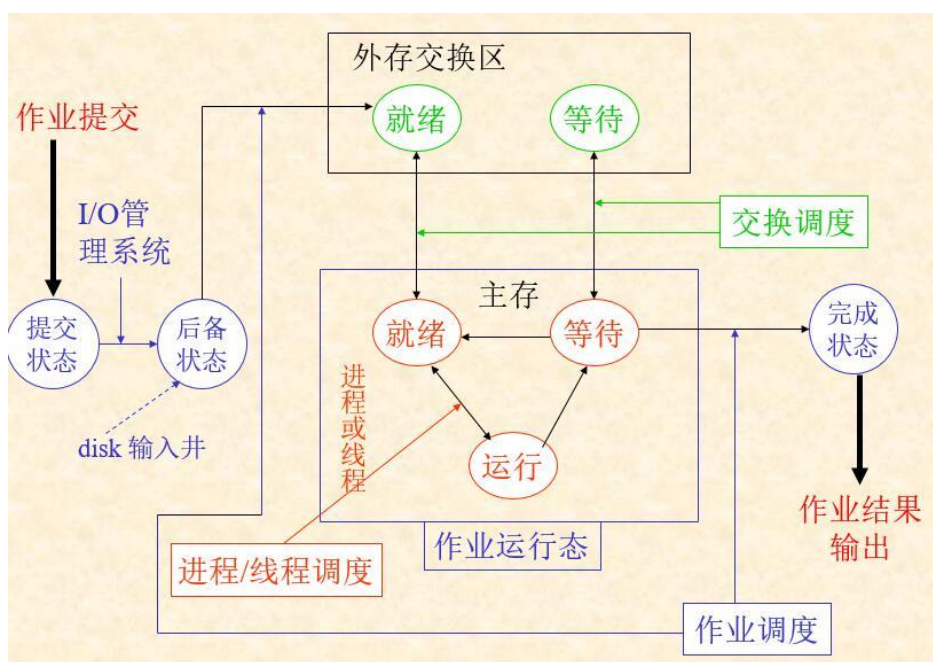 外存交换区
就绪
等待
作业提交
I/O管
理系统
交换调度
主存
提交
状态
后备
状态
就绪
等待
完成
状态
进程或线程
disk 输入井
运行
作业结果
输出
作业运行态
进程/线程调度
作业调度